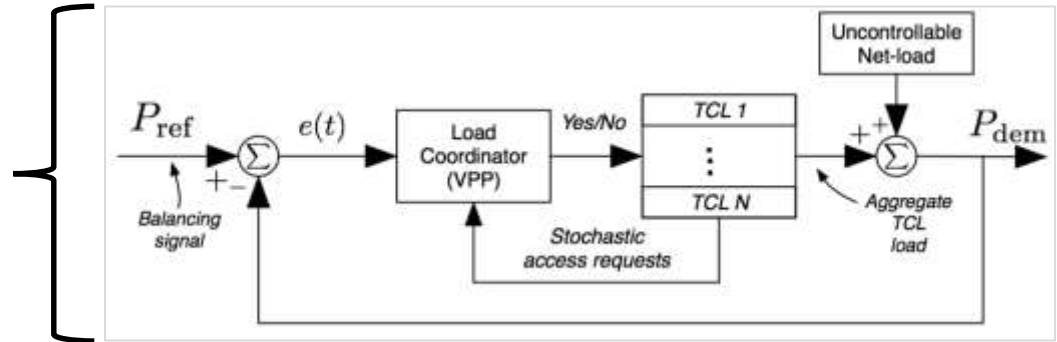 Uncontrollable
Net-load
P_ref
e(t)
Load
Coordinator
(VPP)
Yes/No
TCL 1
⋮
TCL N
+
+
Σ
P_dem
+
−
Σ
Balancing
signal
Stochastic
access requests
Aggregate
TCL
load